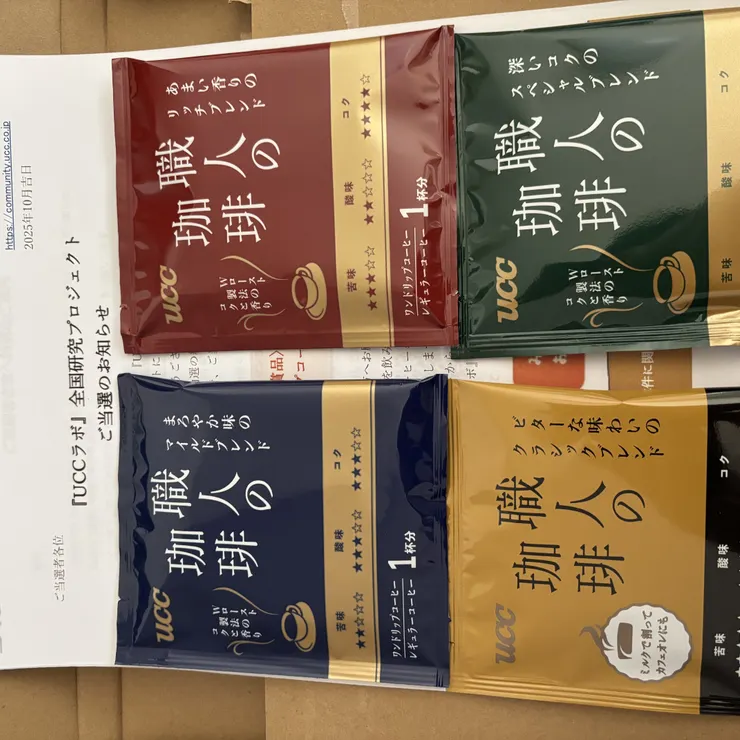 https://community.ucc.co.jp
2025年10月吉日
ご当選者各位
『UCCラボ』全国研究プロジェクト
ご当選のお知らせ
まろやか味の
マイルドブレンド
職人の
珈琲
ucc
Wロースト
製法の
コクと香り
苦味
★★☆☆☆
酸味
★★★☆☆
コク
★★★☆☆
ワンドリップコーヒー
レギュラーコーヒー
1杯分
あまい香りの
リッチブレンド
職人の
珈琲
ucc
Wロースト
製法の
コクと香り
苦味
★★★☆☆
酸味
★★☆☆☆
コク
★★★★☆
ワンドリップコーヒー
レギュラーコーヒー
1杯分
ビターな味わいの
クラシックブレンド
職人の
珈琲
ucc
ミルクで割って
カフェオレにも
苦味
酸味
コク
深いコクの
スペシャルブレンド
職人の
珈琲
ucc
Wロースト
製法の
コクと香り
苦味
酸味
コク